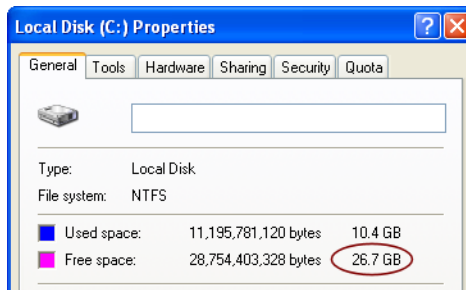 Local Disk (C:) Properties
General Tools Hardware Sharing Security Quota
Type: Local Disk
File system: NTFS
Used space: 11,195,781,120 bytes 10.4 GB
Free space: 28,754,403,328 bytes 26.7 GB